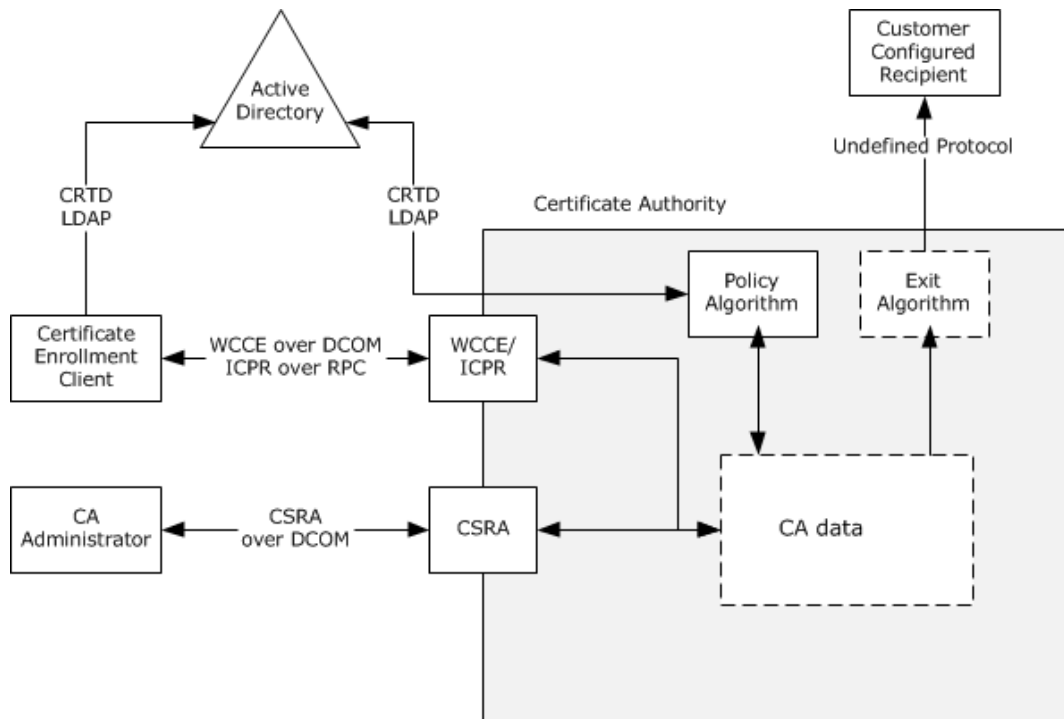 Customer
Configured
Recipient
Active
Directory
Undefined Protocol
CRTD
LDAP
CRTD
LDAP
Certificate Authority
Policy
Algorithm
Exit
Algorithm
Certificate
Enrollment
Client
WCCE over DCOM
ICPR over RPC
WCCE/
ICPR
CA
Administrator
CSRA
over DCOM
CSRA
CA data